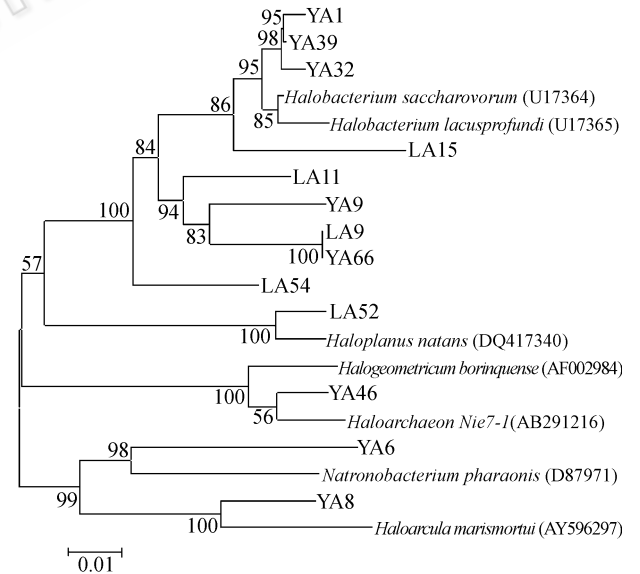 95 YA1
98 YA39
YA32
95
Halobacterium saccharovorum (U17364)
86
85 Halobacterium lacusprofundi (U17365)
LA15
84
LA11
94 YA9
100 LA9
83
100 YA66
57
LA54
LA52
100 Haloplanus natans (DQ417340)
Halogeometricum borinquense (AF002984)
100 YA46
56 Haloarchaeon Nie7-1(AB291216)
98 YA6
Natronobacterium pharaonis (D87971)
99 YA8
100 Haloarcula marismortui (AY596297)
0.01